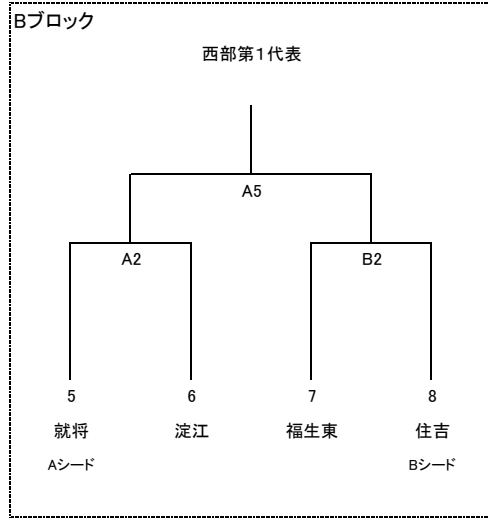 Bブロック
西部第1代表
A5
A2 B2
5 6 7 8
就将 淀江 福生東 住吉
Aシード Bシード